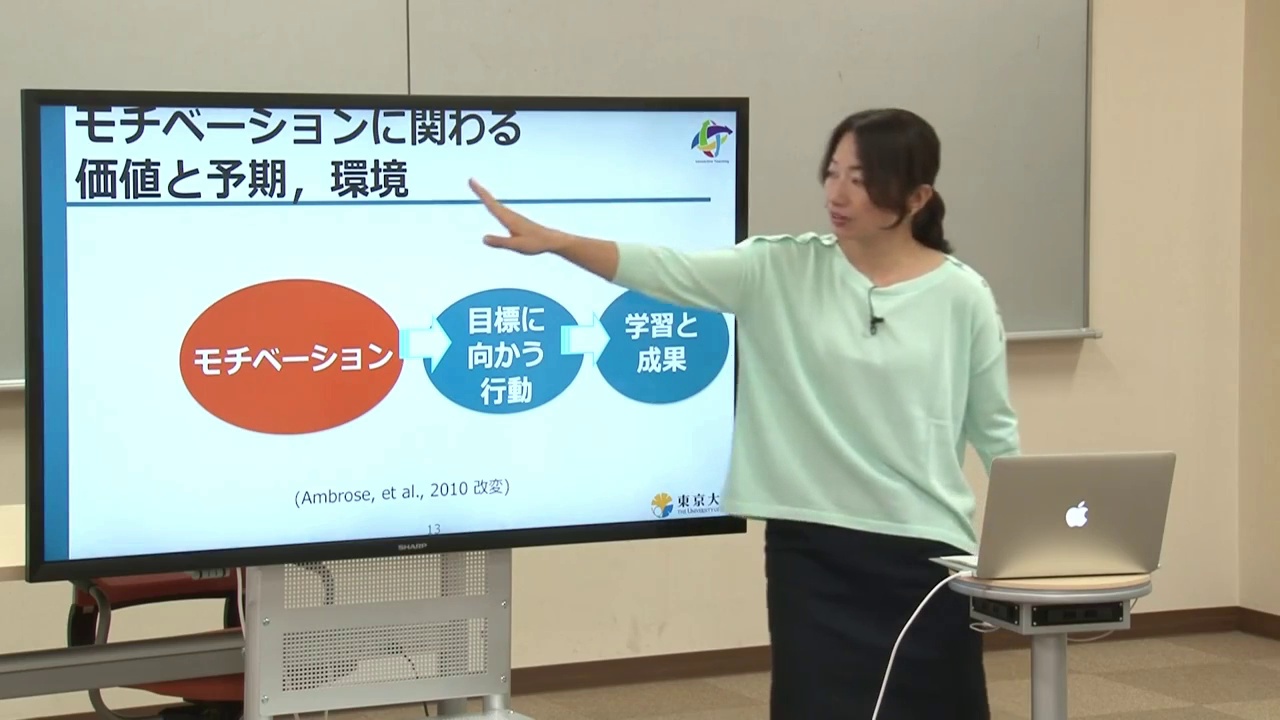 モチベーションに関わる
価値と予期，環境
モチベーション
目標に
向かう
行動
学習と
成果
(Ambrose, et al., 2010 改変)
東京大
13
SHARP